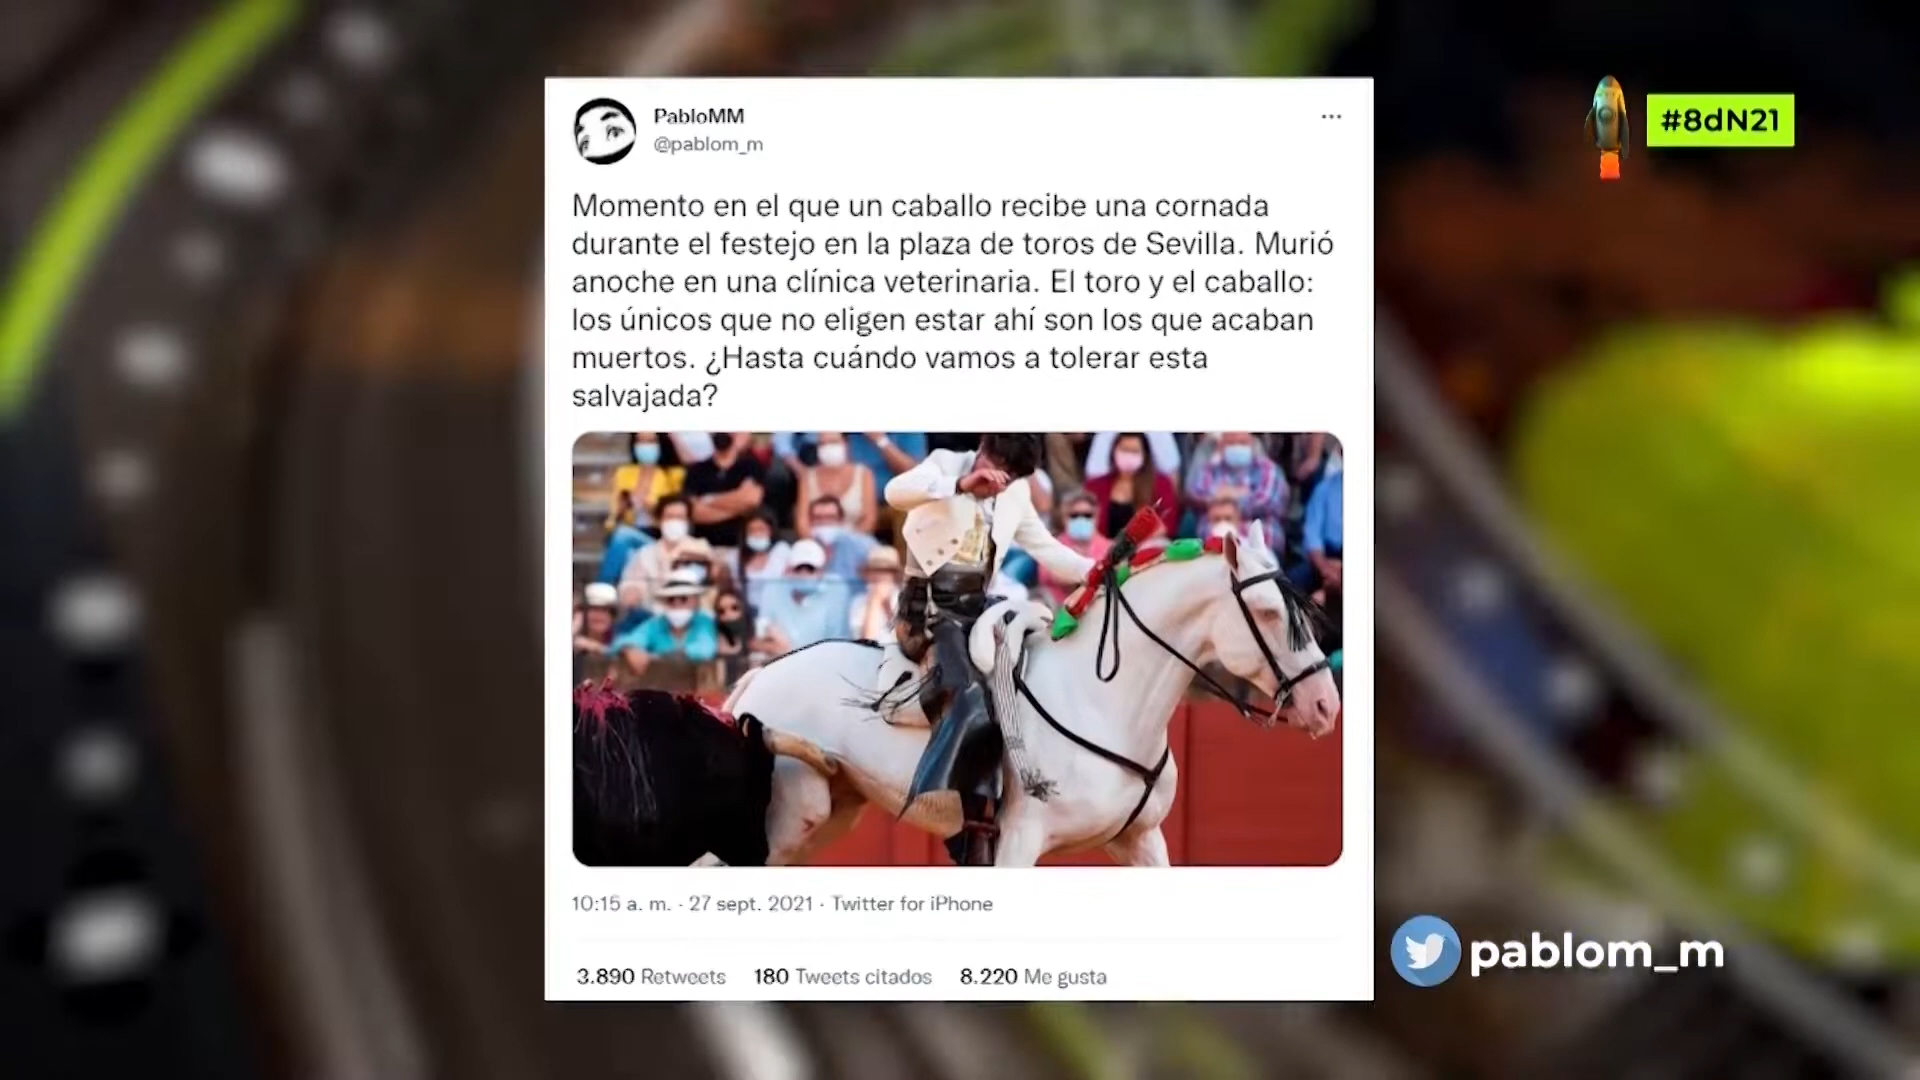 PabloMM
@pablom_m
#8dN21
Momento en el que un caballo recibe una cornada
durante el festejo en la plaza de toros de Sevilla. Murió
anoche en una clínica veterinaria. El toro y el caballo:
los únicos que no eligen estar ahí son los que acaban
muertos. ¿Hasta cuándo vamos a tolerar esta
salvajada?
10:15 a. m. · 27 sept. 2021 · Twitter for iPhone
3.890 Retweets 180 Tweets citados 8.220 Me gusta
pablom_m